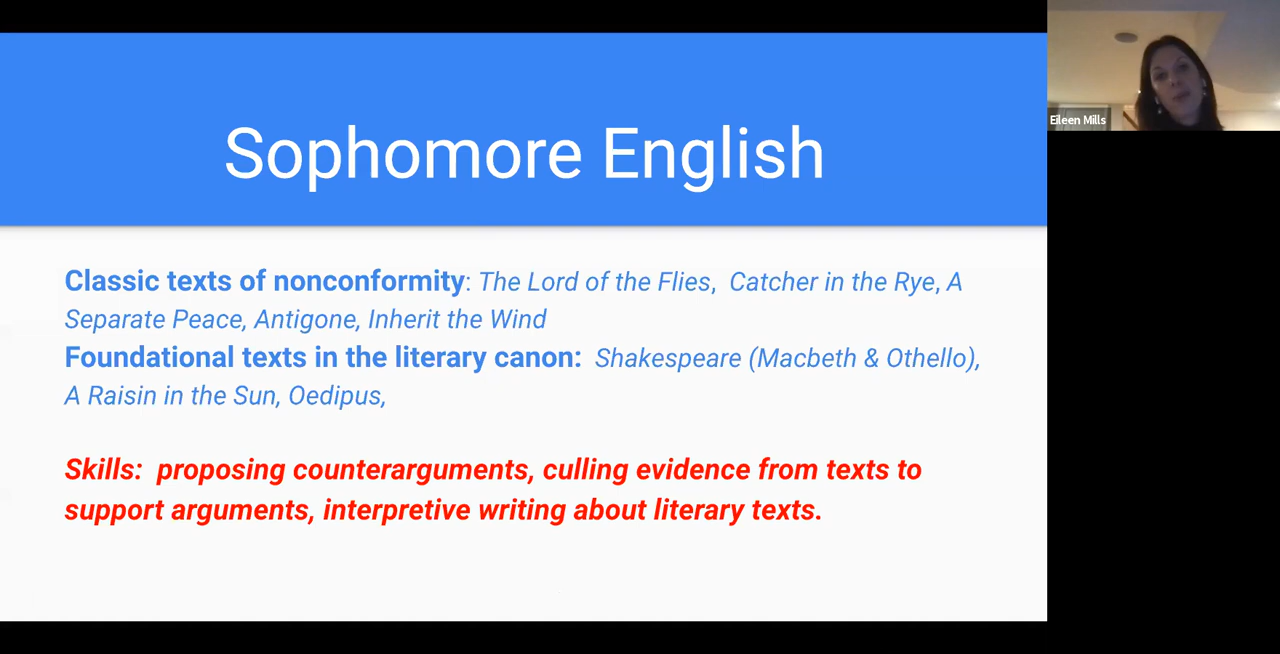 Sophomore English
Classic texts of nonconformity: The Lord of the Flies,  Catcher in the Rye, A
Separate Peace, Antigone, Inherit the Wind
Foundational texts in the literary canon:  Shakespeare (Macbeth & Othello),
A Raisin in the Sun, Oedipus,
Skills:  proposing counterarguments, culling evidence from texts to
support arguments, interpretive writing about literary texts.
Eileen Mills